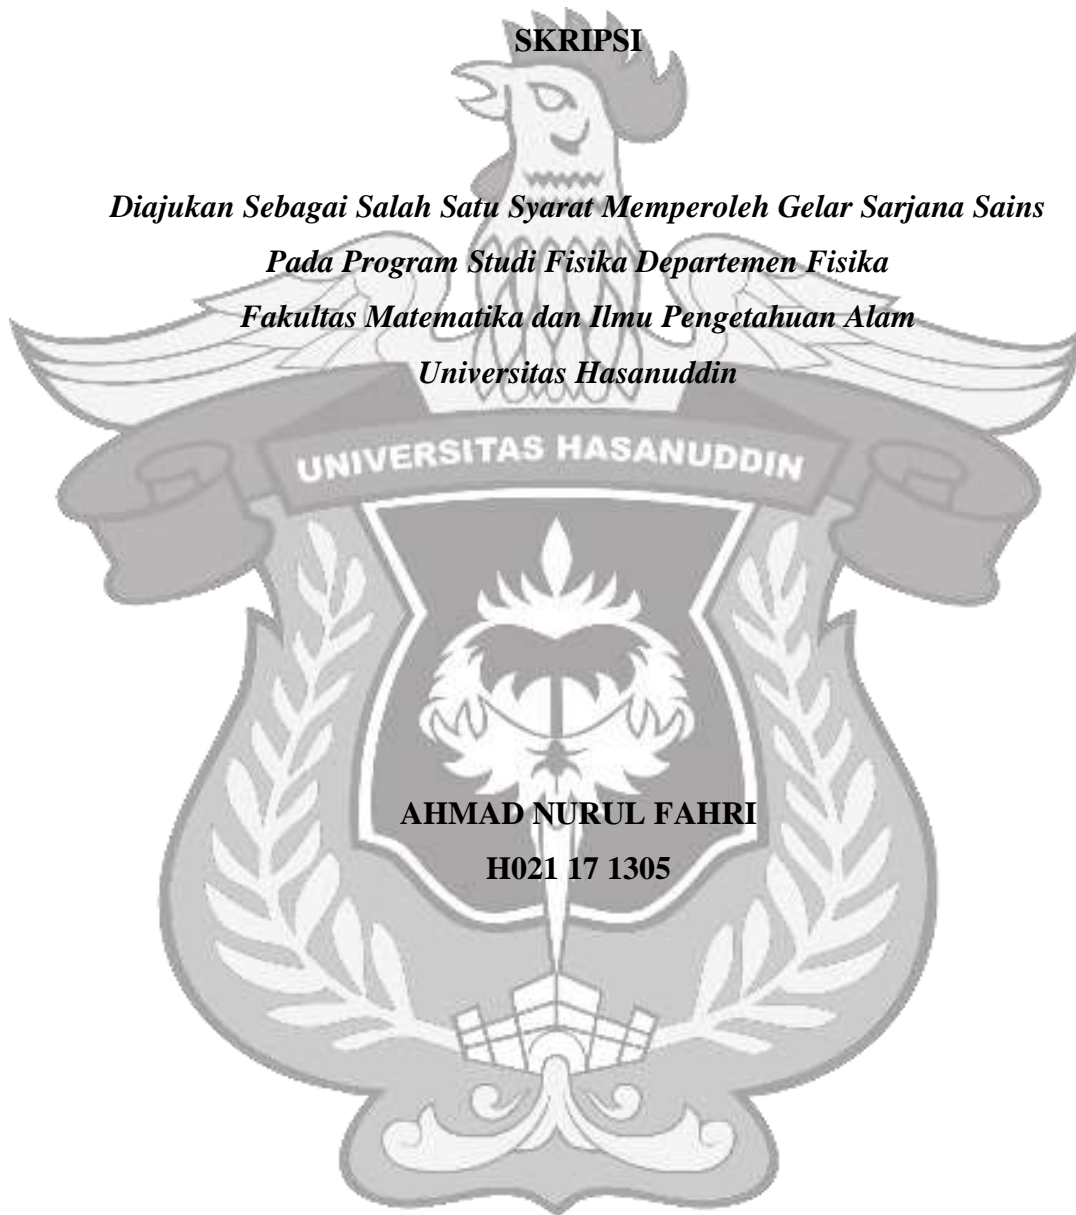 SKRIPSI
Diajukan Sebagai Salah Satu Syarat Memperoleh Gelar Sarjana Sains
Pada Program Studi Fisika Departemen Fisika
Fakultas Matematika dan Ilmu Pengetahuan Alam
Universitas Hasanuddin
UNIVERSITAS HASANUDDIN
AHMAD NURUL FAHRI
H021 17 1305